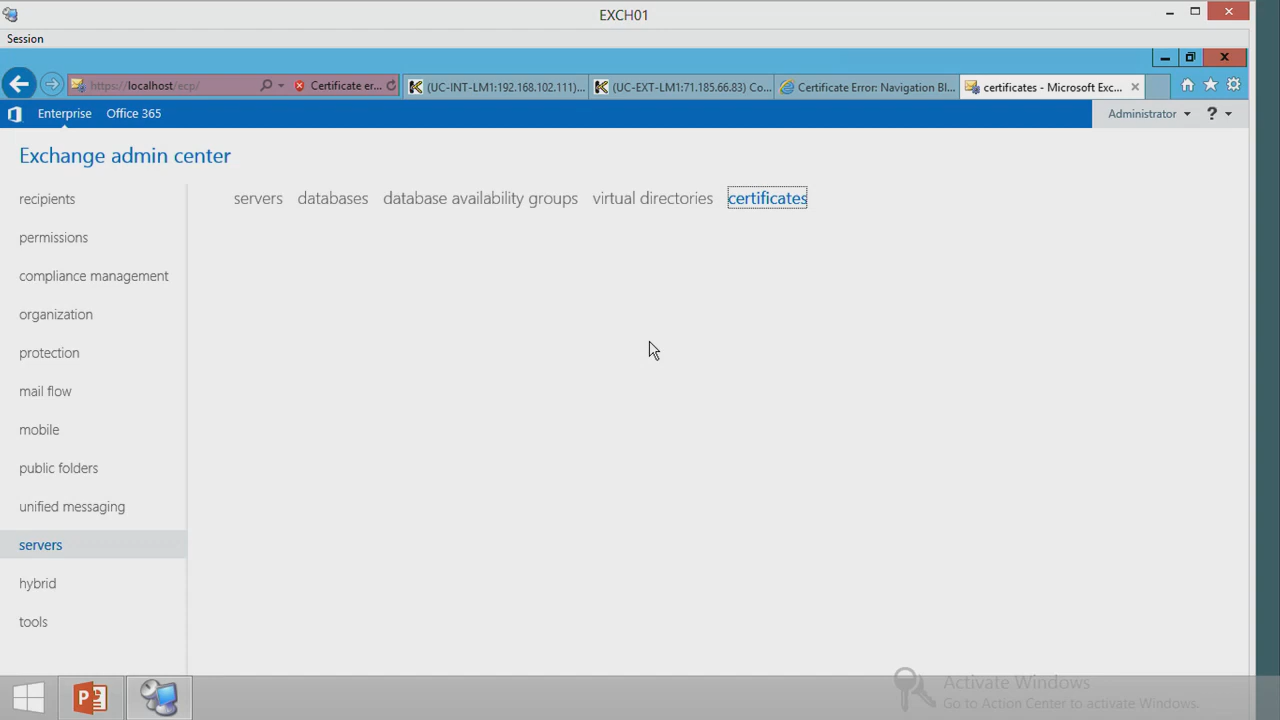 EXCH01
Session
https://localhost/ecp/
Certificate er...
(UC-INT-LM1:192.168.102.111)...
(UC-EXT-LM1:71.185.66.83) Co...
Certificate Error: Navigation Bl...
certificates - Microsoft Exc...
Enterprise
Office 365
Administrator
?
Exchange admin center
recipients
permissions
compliance management
organization
protection
mail flow
mobile
public folders
unified messaging
servers
hybrid
tools
servers
databases
database availability groups
virtual directories
certificates
Activate Windows
Go to Action Center to activate Windows.